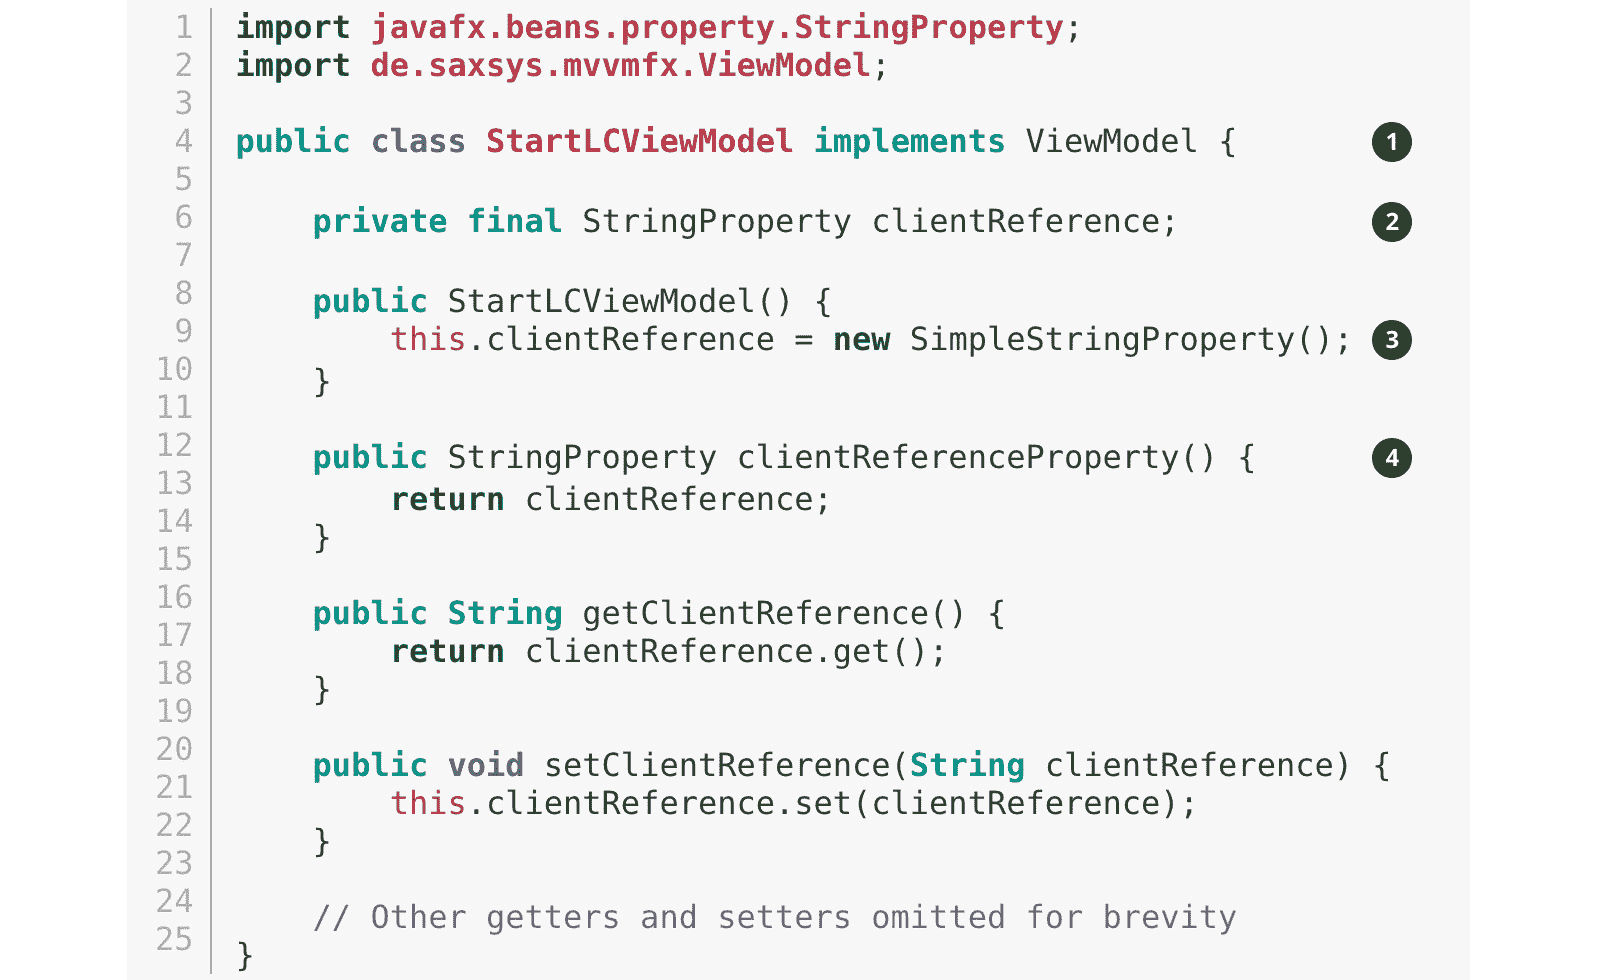 1 import javafx.beans.property.StringProperty;
2 import de.saxsys.mvvmfx.ViewModel;
3
4 public class StartLCViewModel implements ViewModel { 1
5
6     private final StringProperty clientReference; 2
7
8     public StartLCViewModel() {
9         this.clientReference = new SimpleStringProperty(); 3
10     }
11
12     public StringProperty clientReferenceProperty() { 4
13         return clientReference;
14     }
15
16     public String getClientReference() {
17         return clientReference.get();
18     }
19
20     public void setClientReference(String clientReference) {
21         this.clientReference.set(clientReference);
22     }
23
24     // Other getters and setters omitted for brevity
25 }